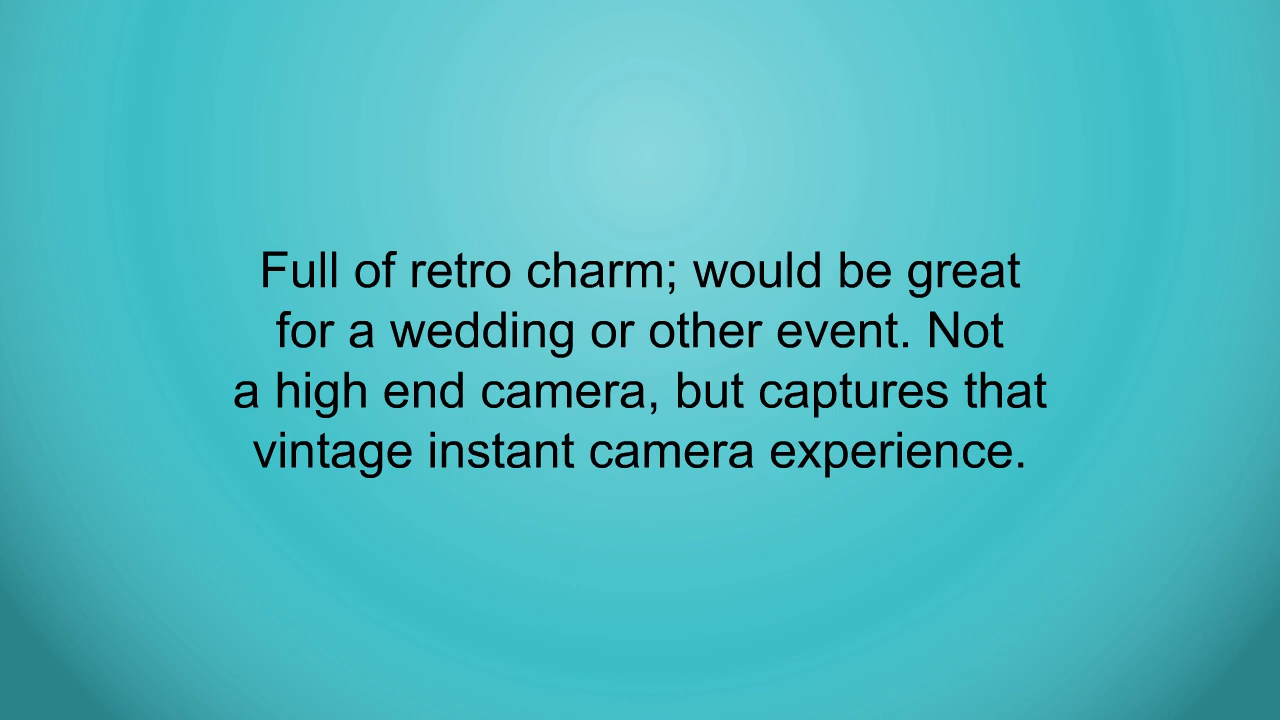 Full of retro charm; would be great
for a wedding or other event. Not
a high end camera, but captures that
vintage instant camera experience.